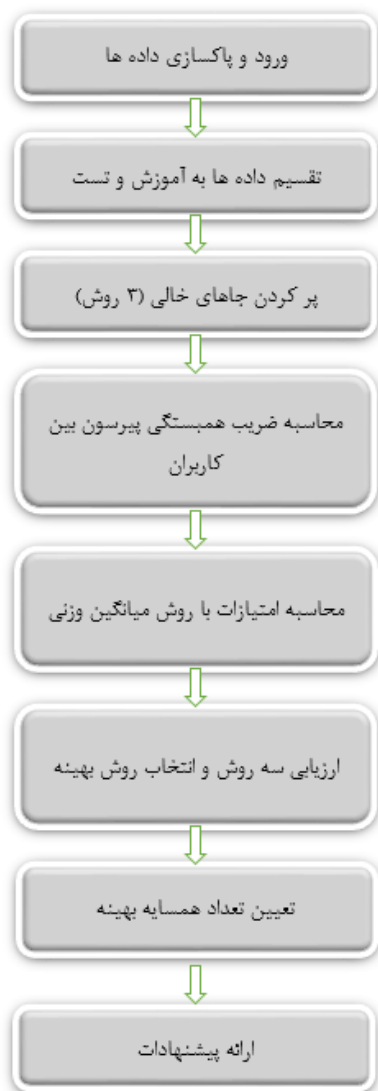 ورود و پاکسازی داده ها
تقسیم داده ها به آموزش و تست
پر کردن جاهای خالی (۳ روش)
محاسبه ضریب همبستگی پیرسون بین
کاربران
محاسبه امتیازات با روش میانگین وزنی
ارزیابی سه روش و انتخاب روش بهینه
تعیین تعداد همسایه بهینه
ارائه پیشنهادات